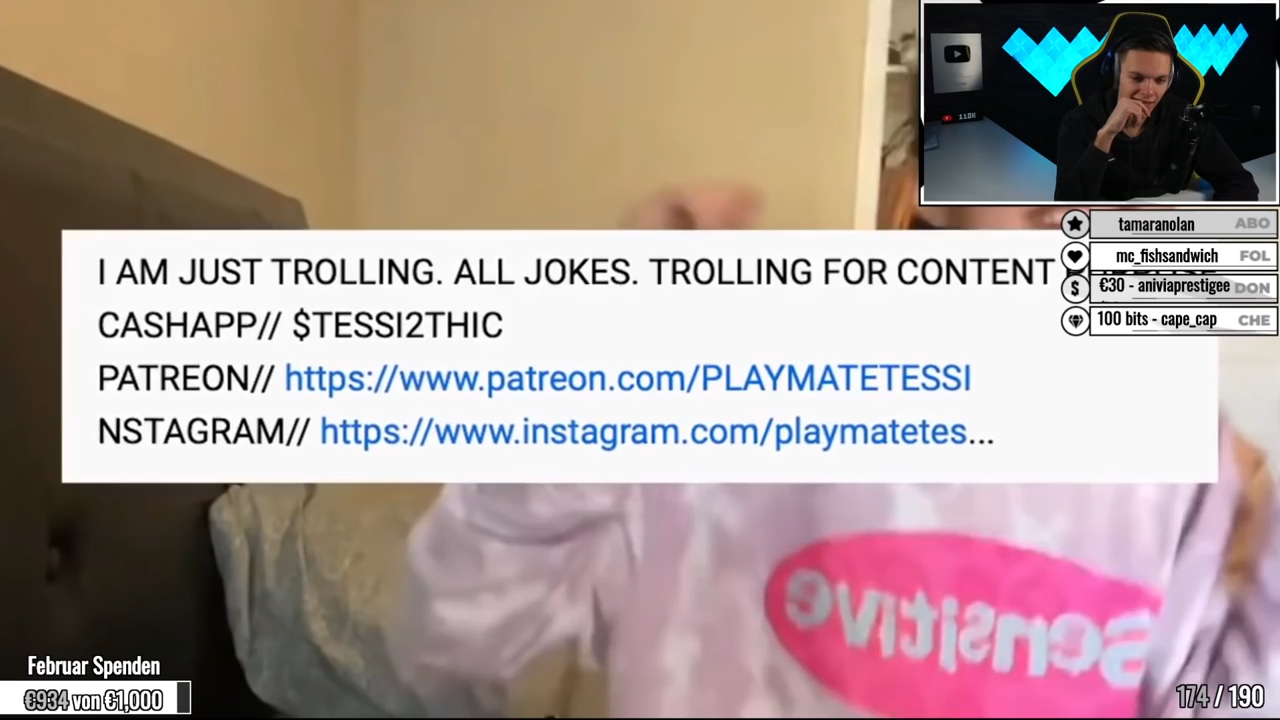 I AM JUST TROLLING. ALL JOKES. TROLLING FOR CONTENT
CASHAPP// $TESSI2THIC
PATREON// https://www.patreon.com/PLAYMATETESSI
NSTAGRAM// https://www.instagram.com/playmatetes...
118K
tamaranolan ABO
mc_fishsandwich FOL
$ €30 - aniviaprestigee DON
100 bits - cape_cap CHE
Sensitive
Februar Spenden
€934 von €1,000
174 / 190